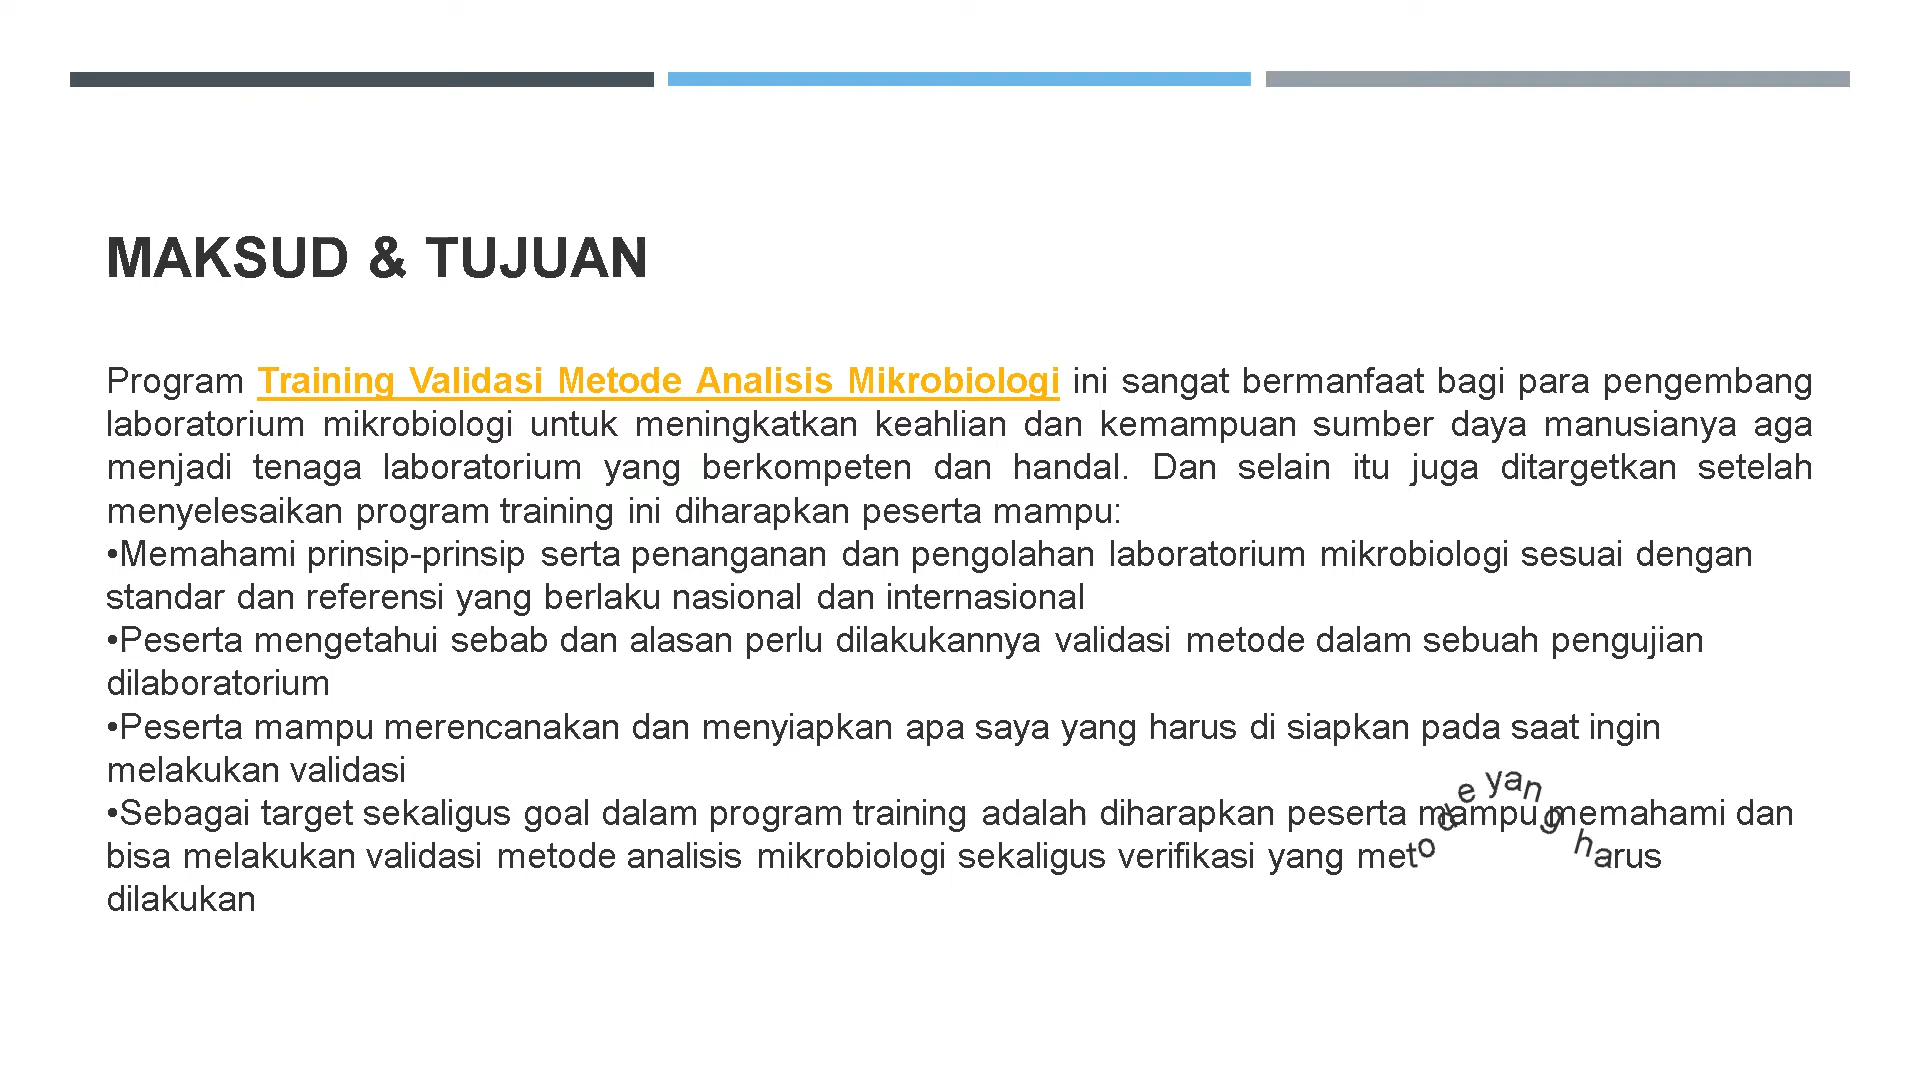 MAKSUD & TUJUAN
Program Training Validasi Metode Analisis Mikrobiologi ini sangat bermanfaat bagi para pengembang
laboratorium mikrobiologi untuk meningkatkan keahlian dan kemampuan sumber daya manusianya aga
menjadi tenaga laboratorium yang berkompeten dan handal. Dan selain itu juga ditargetkan setelah
menyelesaikan program training ini diharapkan peserta mampu:
•Memahami prinsip-prinsip serta penanganan dan pengolahan laboratorium mikrobiologi sesuai dengan
standar dan referensi yang berlaku nasional dan internasional
•Peserta mengetahui sebab dan alasan perlu dilakukannya validasi metode dalam sebuah pengujian
dilaboratorium
•Peserta mampu merencanakan dan menyiapkan apa saya yang harus di siapkan pada saat ingin
melakukan validasi
•Sebagai target sekaligus goal dalam program training adalah diharapkan peserta mampu memahami dan
bisa melakukan validasi metode analisis mikrobiologi sekaligus verifikasi yang metode yang harus
dilakukan